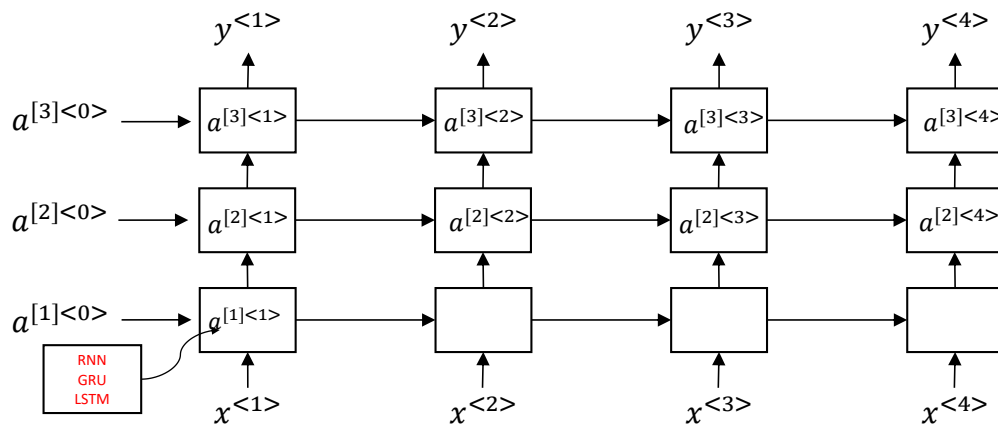 y<1> y<2> y<3> y<4>
a[3]<0> a[3]<1> a[3]<2> a[3]<3> a[3]<4>
a[2]<0> a[2]<1> a[2]<2> a[2]<3> a[2]<4>
a[1]<0> a[1]<1>
RNN
GRU
LSTM
x<1> x<2> x<3> x<4>